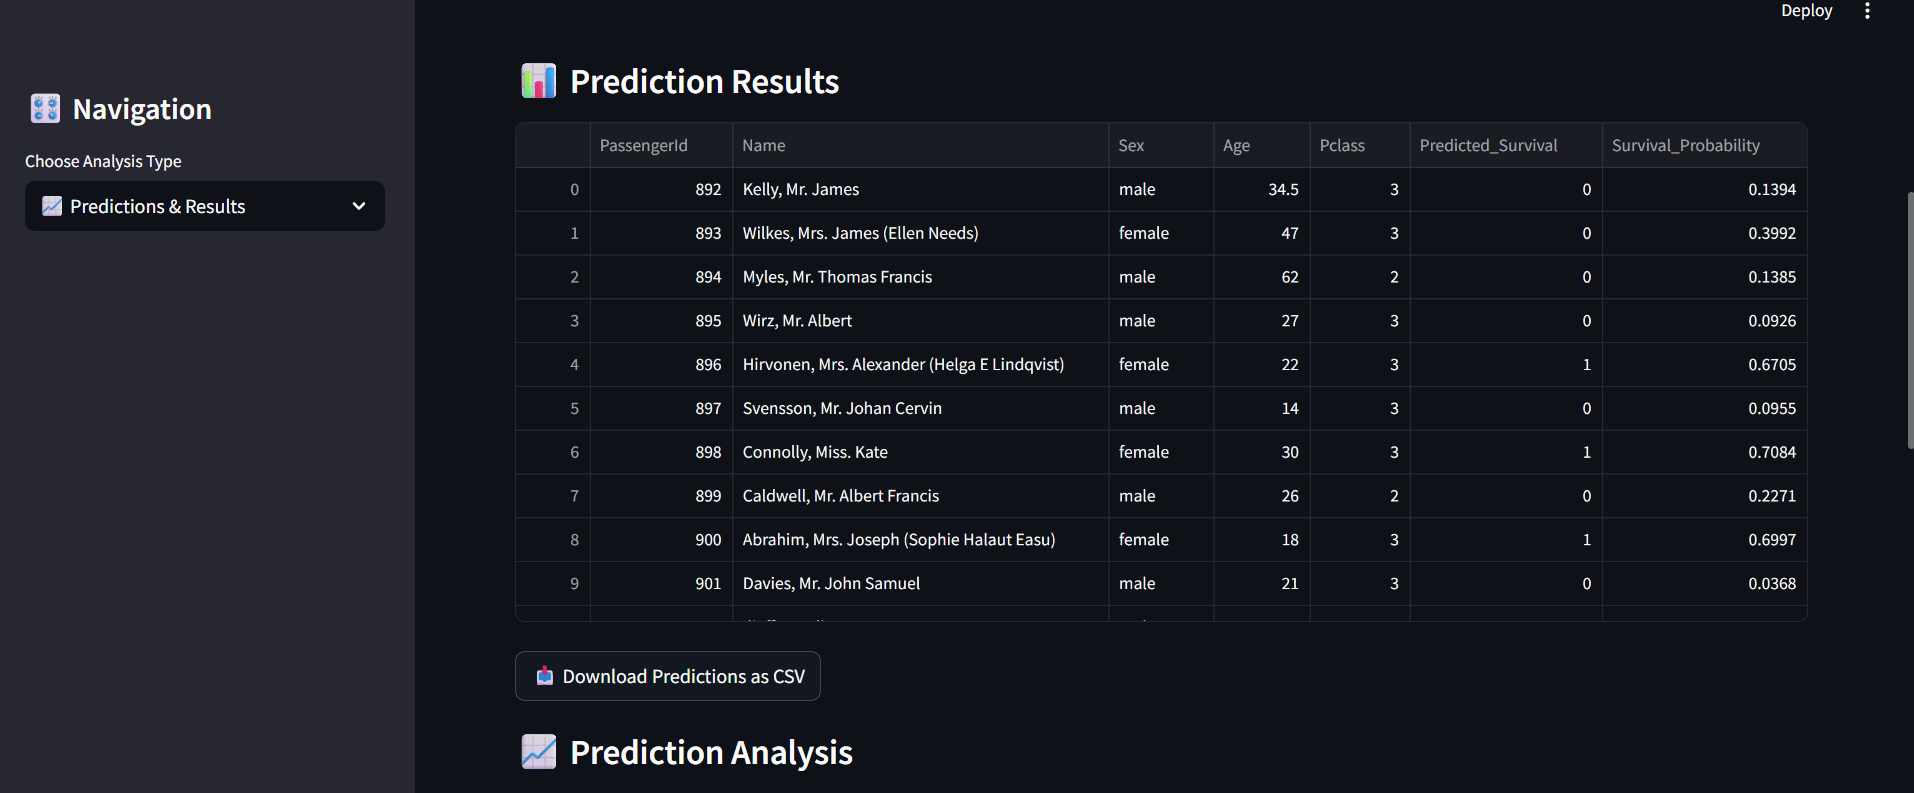 Deploy
Navigation
Choose Analysis Type
Predictions & Results
Prediction Results
PassengerId Name Sex Age Pclass Predicted_Survival Survival_Probability
0 892 Kelly, Mr. James male 34.5 3 0 0.1394
1 893 Wilkes, Mrs. James (Ellen Needs) female 47 3 0 0.3992
2 894 Myles, Mr. Thomas Francis male 62 2 0 0.1385
3 895 Wirz, Mr. Albert male 27 3 0 0.0926
4 896 Hirvonen, Mrs. Alexander (Helga E Lindqvist) female 22 3 1 0.6705
5 897 Svensson, Mr. Johan Cervin male 14 3 0 0.0955
6 898 Connolly, Miss. Kate female 30 3 1 0.7084
7 899 Caldwell, Mr. Albert Francis male 26 2 0 0.2271
8 900 Abrahim, Mrs. Joseph (Sophie Halaut Easu) female 18 3 1 0.6997
9 901 Davies, Mr. John Samuel male 21 3 0 0.0368
Download Predictions as CSV
Prediction Analysis